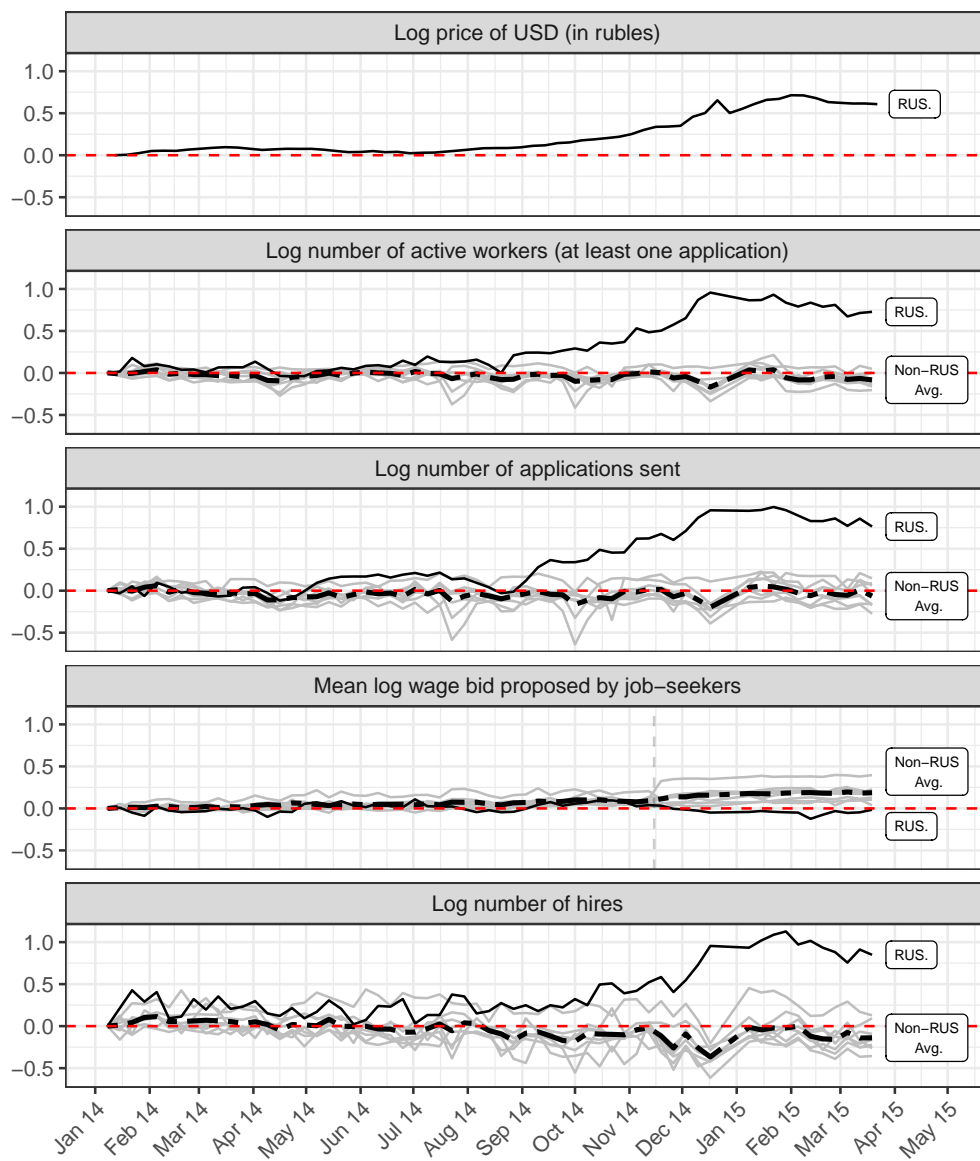 Log price of USD (in rubles)
1.0
0.5
0.0
−0.5
RUS.
Log number of active workers (at least one application)
1.0
0.5
0.0
−0.5
RUS.
Non−RUS
Avg.
Log number of applications sent
1.0
0.5
0.0
−0.5
RUS.
Non−RUS
Avg.
Mean log wage bid proposed by job−seekers
1.0
0.5
0.0
−0.5
Non−RUS
Avg.
RUS.
Log number of hires
1.0
0.5
0.0
−0.5
RUS.
Non−RUS
Avg.
Jan 14
Feb 14
Mar 14
Apr 14
May 14
Jun 14
Jul 14
Aug 14
Sep 14
Oct 14
Nov 14
Dec 14
Jan 15
Feb 15
Mar 15
Apr 15
May 15